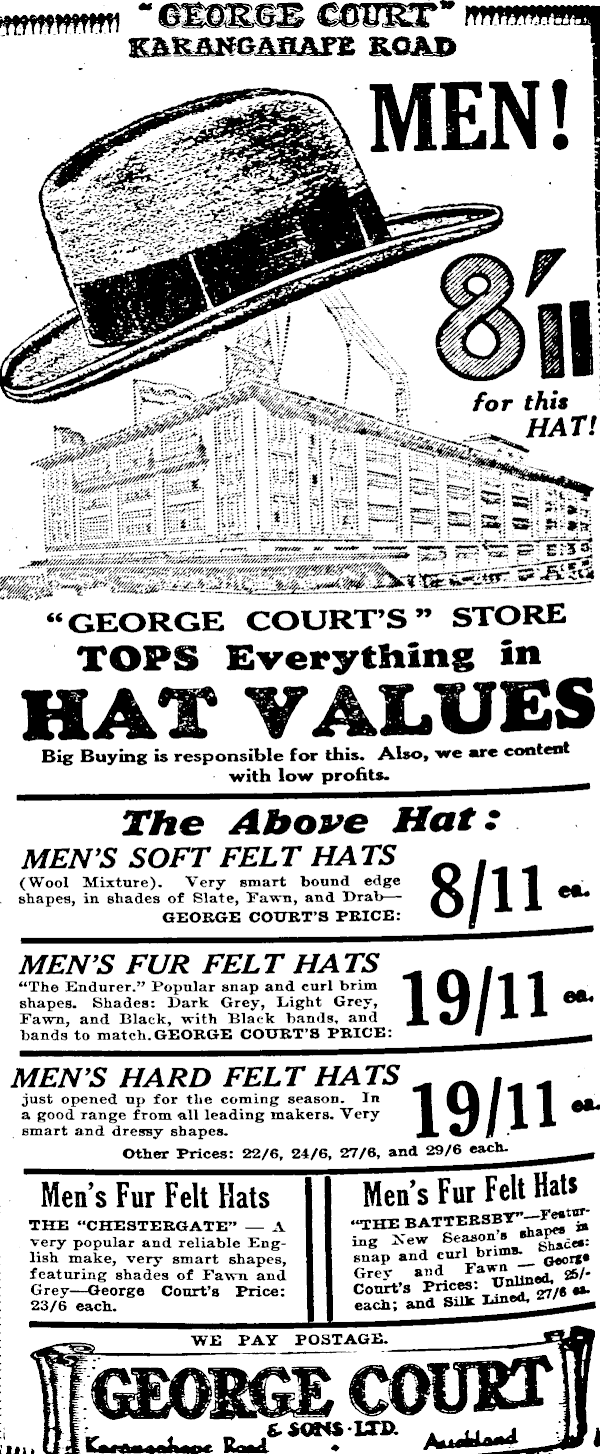 "GEORGE COURT"
KARANGAHAPE ROAD
MEN!
8'11
for this
HAT!
"GEORGE COURT'S" STORE
TOPS Everything in
HAT VALUES
Big Buying is responsible for this. Also, we are content
with low profits.
The Above Hat:
MEN'S SOFT FELT HATS
(Wool Mixture). Very smart bound edge
shapes, in shades of Slate, Fawn, and Drab—
GEORGE COURT'S PRICE:
8/11 ea.
MEN'S FUR FELT HATS
"The Endurer." Popular snap and curl brim
shapes. Shades: Dark Grey, Light Grey,
Fawn, and Black, with Black bands, and
bands to match. GEORGE COURT'S PRICE:
19/11 ea.
MEN'S HARD FELT HATS
just opened up for the coming season. In
a good range from all leading makers. Very
smart and dressy shapes.
19/11 ea.
Other Prices: 22/6, 24/6, 27/6, and 29/6 each.
Men's Fur Felt Hats
THE "CHESTERGATE" — A
very popular and reliable Eng-
lish make, very smart shapes,
featuring shades of Fawn and
Grey—George Court's Price:
23/6 each.
Men's Fur Felt Hats
"THE BATTERSBY"—Featur-
ing New Season's shapes in
snap and curl brims. Shades:
Grey and Fawn — George
Court's Prices: Unlined, 25/-
each; and Silk Lined, 27/6 ea.
WE PAY POSTAGE.
GEORGE COURT
& SONS LTD.
Karangahape Road Auckland